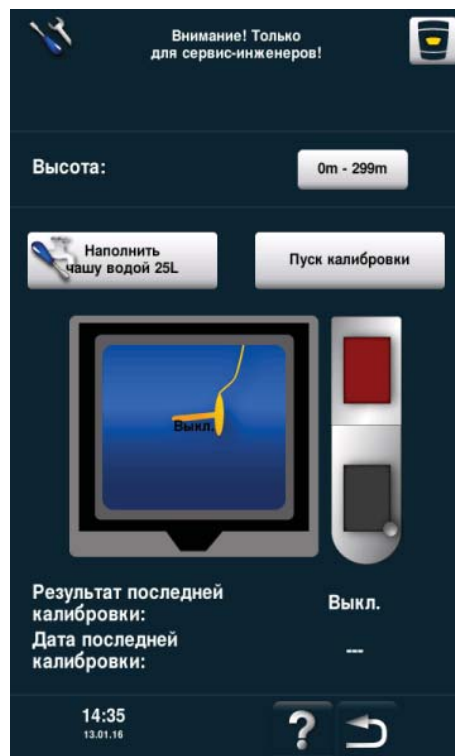 Внимание! Только
для сервис-инженеров!
Высота:
0m - 299m
Наполнить
чашу водой 25L
Пуск калибровки
Выкл.
Результат последней
калибровки:
Выкл.
Дата последней
калибровки:
---
14:35
13.01.16
?